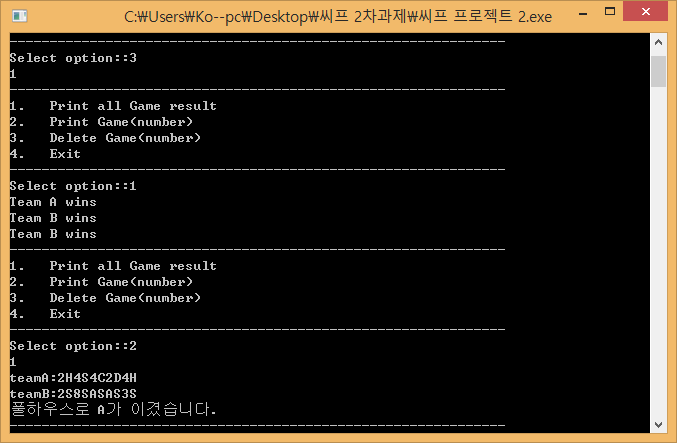 C:₩Users₩Ko--pc₩Desktop₩씨프 2차과제₩씨프 프로젝트 2.exe
--------------------------------------------------------------
Select option::3
1
--------------------------------------------------------------
1.   Print all Game result
2.   Print Game(number)
3.   Delete Game(number)
4.   Exit
--------------------------------------------------------------
Select option::1
Team A wins
Team B wins
Team B wins
--------------------------------------------------------------
1.   Print all Game result
2.   Print Game(number)
3.   Delete Game(number)
4.   Exit
--------------------------------------------------------------
Select option::2
1
teamA:2H4S4C2D4H
teamB:2S8SASAS3S
풀하우스로 A가 이겼습니다.
--------------------------------------------------------------